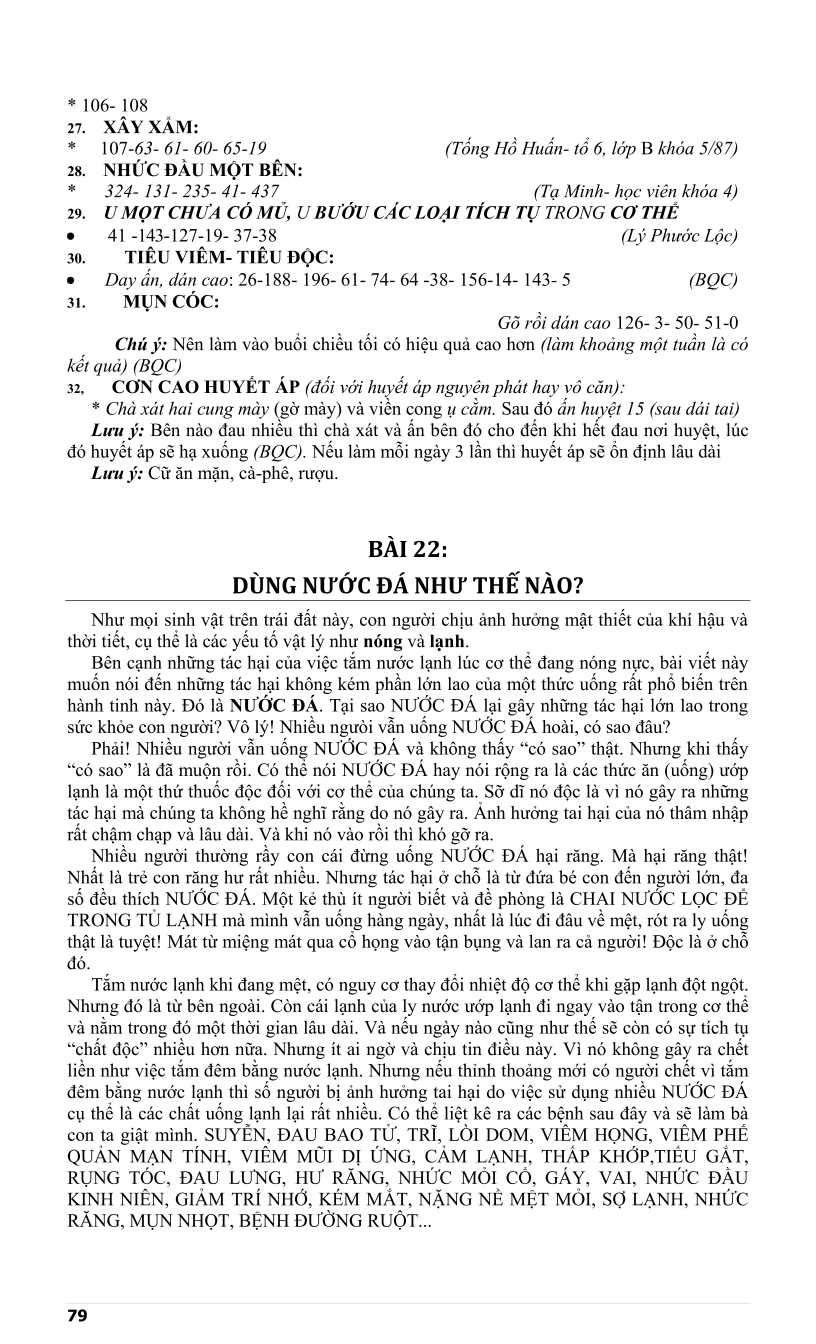 * 106- 108
27. XÂY XẨM:
* 107-63- 61- 60- 65-19 (Tống Hồ Huấn- tổ 6, lớp B khóa 5/87)
28. NHỨC ĐẦU MỘT BÊN:
* 324- 131- 235- 41- 437 (Tạ Minh- học viên khóa 4)
29. U MỌT CHƯA CÓ MỦ, U BƯỚU CÁC LOẠI TÍCH TỤ TRONG CƠ THỂ
● 41 -143-127-19- 37-38 (Lý Phước Lộc)
30. TIÊU VIÊM- TIÊU ĐỘC:
● Day ấn, dán cao: 26-188- 196- 61- 74- 64 -38- 156-14- 143- 5 (BQC)
31. MỤN CÓC:
Gõ rồi dán cao 126- 3- 50- 51-0
Chú ý: Nên làm vào buổi chiều tối có hiệu quả cao hơn (làm khoảng một tuần là có
kết quả) (BQC)
32, CƠN CAO HUYẾT ÁP (đối với huyết áp nguyên phát hay vô căn):
* Chà xát hai cung mày (gờ mày) và viền cong ụ cằm. Sau đó ấn huyệt 15 (sau dái tai)
Lưu ý: Bên nào đau nhiều thì chà xát và ấn bên đó cho đến khi hết đau nơi huyệt, lúc
đó huyết áp sẽ hạ xuống (BQC). Nếu làm mỗi ngày 3 lần thì huyết áp sẽ ổn định lâu dài
Lưu ý: Cữ ăn mặn, cà-phê, rượu.
BÀI 22:
DÙNG NƯỚC ĐÁ NHƯ THẾ NÀO?
Như mọi sinh vật trên trái đất này, con người chịu ảnh hưởng mật thiết của khí hậu và
thời tiết, cụ thể là các yếu tố vật lý như nóng và lạnh.
Bên cạnh những tác hại của việc tắm nước lạnh lúc cơ thể đang nóng nực, bài viết này
muốn nói đến những tác hại không kém phần lớn lao của một thức uống rất phổ biến trên
hành tinh này. Đó là NƯỚC ĐÁ. Tại sao NƯỚC ĐÁ lại gây những tác hại lớn lao trong
sức khỏe con người? Vô lý! Nhiều người vẫn uống NƯỚC ĐÁ hoài, có sao đâu?
Phải! Nhiều người vẫn uống NƯỚC ĐÁ và không thấy “có sao” thật. Nhưng khi thấy
“có sao” là đã muộn rồi. Có thể nói NƯỚC ĐÁ hay nói rộng ra là các thức ăn (uống) ướp
lạnh là một thứ thuốc độc đối với cơ thể của chúng ta. Sỡ dĩ nó độc là vì nó gây ra những
tác hại mà chúng ta không hề nghĩ rằng do nó gây ra. Ảnh hưởng tai hại của nó thâm nhập
rất chậm chạp và lâu dài. Và khi nó vào rồi thì khó gỡ ra.
Nhiều người thường rầy con cái đừng uống NƯỚC ĐÁ hại răng. Mà hại răng thật!
Nhất là trẻ con răng hư rất nhiều. Nhưng tác hại ở chỗ là từ đứa bé con đến người lớn, đa
số đều thích NƯỚC ĐÁ. Một kẻ thù ít người biết và đề phòng là CHAI NƯỚC LỌC ĐỂ
TRONG TỦ LẠNH mà mình vẫn uống hàng ngày, nhất là lúc đi đâu về mệt, rót ra ly uống
thật là tuyệt! Mát từ miệng mát qua cổ họng vào tận bụng và lan ra cả người! Độc là ở chỗ
đó.
Tắm nước lạnh khi đang mệt, có nguy cơ thay đổi nhiệt độ cơ thể khi gặp lạnh đột ngột.
Nhưng đó là từ bên ngoài. Còn cái lạnh của ly nước ướp lạnh đi ngay vào tận trong cơ thể
và nằm trong đó một thời gian lâu dài. Và nếu ngày nào cũng như thế sẽ còn có sự tích tụ
“chất độc” nhiều hơn nữa. Nhưng ít ai ngờ và chịu tin điều này. Vì nó không gây ra chết
liền như việc tắm đêm bằng nước lạnh. Nhưng nếu thỉnh thoảng mới có người chết vì tắm
đêm bằng nước lạnh thì số người bị ảnh hưởng tai hại do việc sử dụng nhiều NƯỚC ĐÁ
cụ thể là các chất uống lạnh lại rất nhiều. Có thể liệt kê ra các bệnh sau đây và sẽ làm bà
con ta giật mình. SUYỄN, ĐAU BAO TỬ, TRĨ, LÒI DOM, VIÊM HỌNG, VIÊM PHẾ
QUẢN MẠN TÍNH, VIÊM MŨI DỊ ỨNG, CẢM LẠNH, THẤP KHỚP,TIỂU GẮT,
RỤNG TÓC, ĐAU LƯNG, HƯ RĂNG, NHỨC MỎI CỔ, GÁY, VAI, NHỨC ĐẦU
KINH NIÊN, GIẢM TRÍ NHỚ, KÉM MẮT, NẶNG NỀ MỆT MỎI, SỢ LẠNH, NHỨC
RĂNG, MỤN NHỌT, BỆNH ĐƯỜNG RUỘT...
79